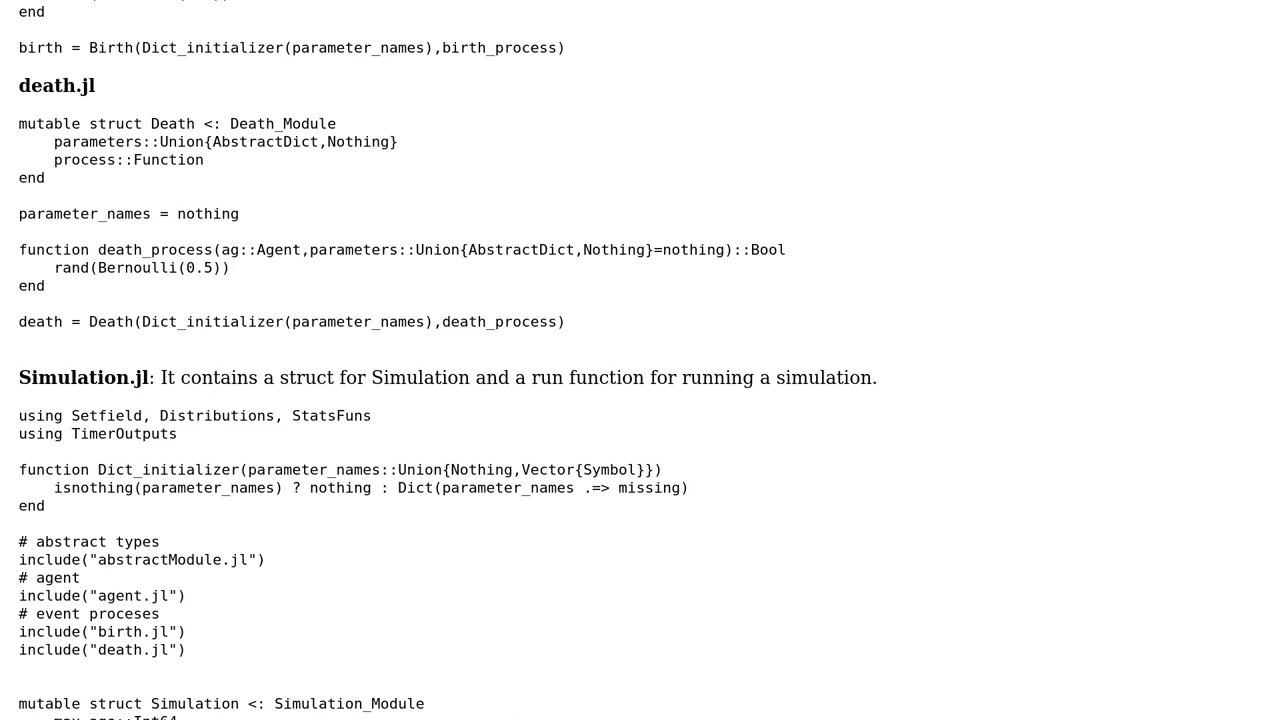 end
birth = Birth(Dict_initializer(parameter_names),birth_process)
death.jl
mutable struct Death <: Death_Module
    parameters::Union{AbstractDict,Nothing}
    process::Function
end
parameter_names = nothing
function death_process(ag::Agent,parameters::Union{AbstractDict,Nothing}=nothing)::Bool
    rand(Bernoulli(0.5))
end
death = Death(Dict_initializer(parameter_names),death_process)
Simulation.jl: It contains a struct for Simulation and a run function for running a simulation.
using Setfield, Distributions, StatsFuns
using TimerOutputs
function Dict_initializer(parameter_names::Union{Nothing,Vector{Symbol}})
    isnothing(parameter_names) ? nothing : Dict(parameter_names .=> missing)
end
# abstract types
include("abstractModule.jl")
# agent
include("agent.jl")
# event proceses
include("birth.jl")
include("death.jl")
mutable struct Simulation <: Simulation_Module
    max_age::Int64